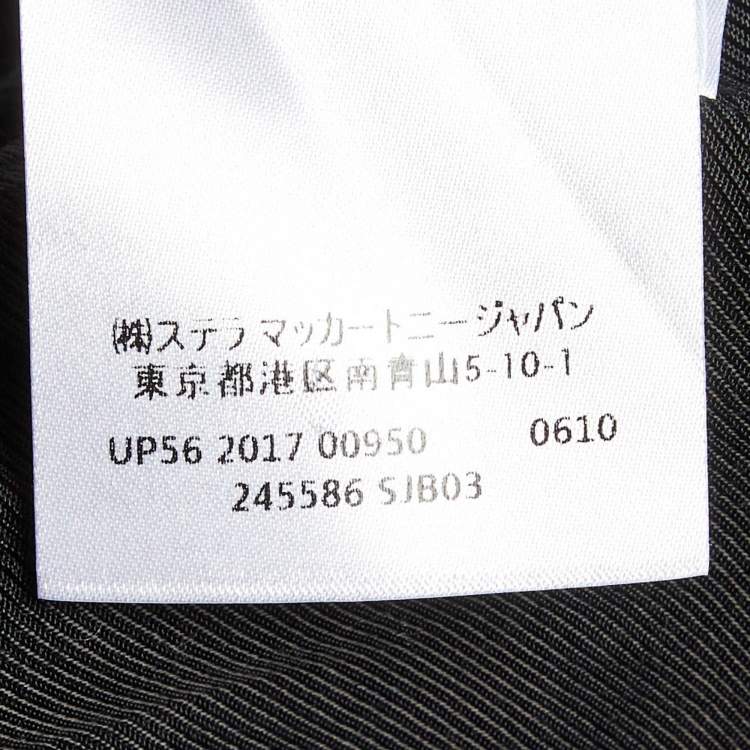 (株)ステラ マッカートニージャパン
東京都港区南青山5-10-1
UP56 2017 00950 0610
245586 SJB03